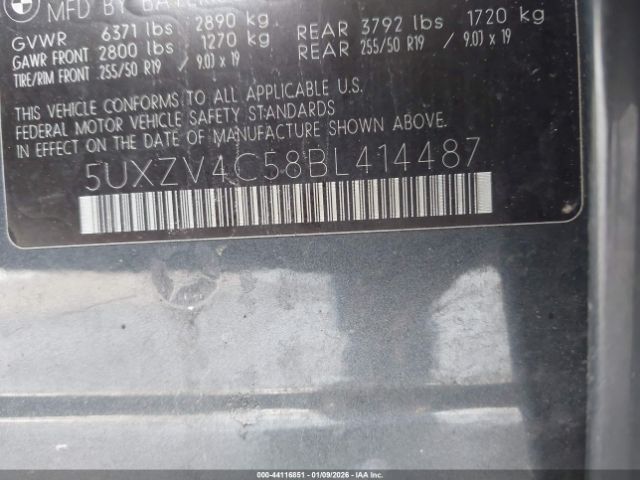 MFD BY
GVWR 6371 lbs 2890 kg
GAWR FRONT 2800 lbs 1270 kg REAR 3792 lbs 1720 kg
TIRE/RIM FRONT 255/50 R19 / 9.0J × 19 REAR 255/50 R19 / 9.0J × 19
THIS VEHICLE CONFORMS TO ALL APPLICABLE U.S.
FEDERAL MOTOR VEHICLE SAFETY STANDARDS
IN EFFECT ON THE DATE OF MANUFACTURE SHOWN ABOVE.
5UXZV4C58BL414487
000-44116851 | 01/09/2026 - IAAI.com